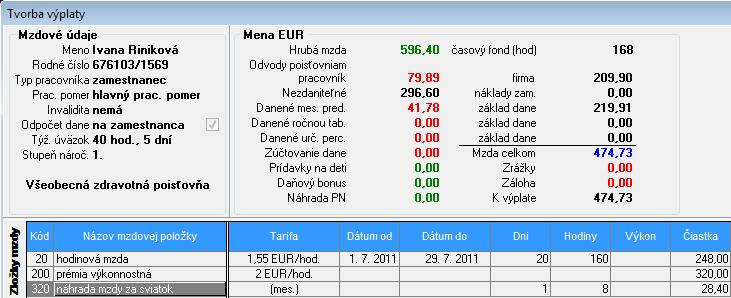 Tvorba výplaty
Mzdové údaje
Meno Ivana Riniková
Rodné číslo 676103/1569
Typ pracovníka zamestnanec
Prac. pomer hlavný prac. pomer
Invalidita nemá
Odpočet dane na zamestnanca
Týž. úväzok 40 hod., 5 dní
Stupeň nároč. 1.
Všeobecná zdravotná poisťovňa
Mena EUR
Hrubá mzda 596,40 časový fond (hod) 168
Odvody poisťovniam
pracovník 79,89 firma 209,90
Nezdaniteľné 296,60 náklady zam. 0,00
Danené mes. pred. 41,78 základ dane 219,91
Danené ročnou tab. 0,00 základ dane 0,00
Danené urč. perc. 0,00 základ dane 0,00
Zúčtovanie dane 0,00 Mzda celkom 474,73
Prídavky na deti 0,00 Zrážky 0,00
Daňový bonus 0,00 Záloha 0,00
Náhrada PN 0,00 K výplate 474,73
Zložky mzdy
Kód Názov mzdovej položky Tarifa Dátum od Dátum do Dni Hodiny Výkon Čiastka
20 hodinová mzda 1,55 EUR/hod. 1. 7. 2011 29. 7. 2011 20 160 248,00
200 prémia výkonnostná 2 EUR/hod. 320,00
320 náhrada mzdy za sviatok (mes.) 1 8 28,40